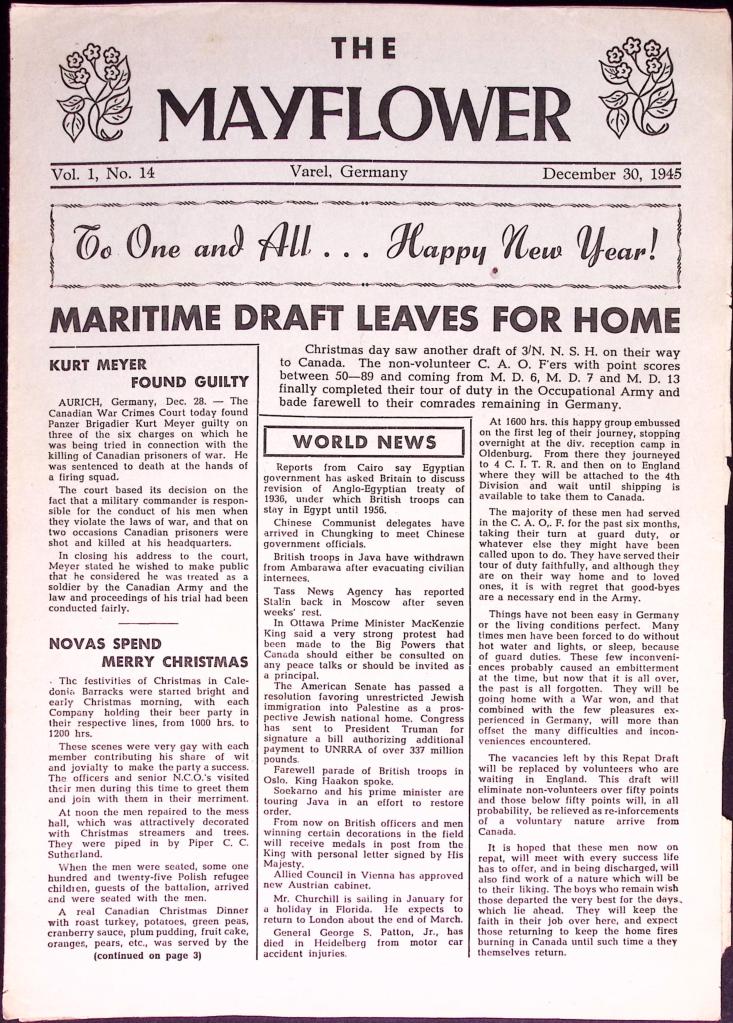 THE
MAYFLOWER
Vol. 1, No. 14 Varel, Germany December 30, 1945
To One and All . . . Happy New Year!
MARITIME DRAFT LEAVES FOR HOME
KURT MEYER
FOUND GUILTY
AURICH, Germany, Dec. 28. — The
Canadian War Crimes Court today found
Panzer Brigadier Kurt Meyer guilty on
three of the six charges on which he
was being tried in connection with the
killing of Canadian prisoners of war. He
was sentenced to death at the hands of
a firing squad.
The court based its decision on the
fact that a military commander is respon-
sible for the conduct of his men when
they violate the laws of war, and that on
two occasions Canadian prisoners were
shot and killed at his headquarters.
In closing his address to the court,
Meyer stated he wished to make public
that he considered he was treated as a
soldier by the Canadian Army and the
law and proceedings of his trial had been
conducted fairly.
NOVAS SPEND
MERRY CHRISTMAS
The festivities of Christmas in Cale-
donia Barracks were started bright and
early Christmas morning, with each
Company holding their beer party in
their respective lines, from 1000 hrs. to
1200 hrs.
These scenes were very gay with each
member contributing his share of wit
and jovialty to make the party a success.
The officers and senior N.C.O.'s visited
their men during this time to greet them
and join with them in their merriment.
At noon the men repaired to the mess
hall, which was attractively decorated
with Christmas streamers and trees.
They were piped in by Piper C. C.
Sutherland.
When the men were seated, some one
hundred and twenty-five Polish refugee
children, guests of the battalion, arrived
and were seated with the men.
A real Canadian Christmas Dinner
with roast turkey, potatoes, green peas,
cranberry sauce, plum pudding, fruit cake,
oranges, pears, etc., was served by the
(continued on page 3)
Christmas day saw another draft of 3/N. N. S. H. on their way
to Canada. The non-volunteer C. A. O. F'ers with point scores
between 50—89 and coming from M. D. 6, M. D. 7 and M. D. 13
finally completed their tour of duty in the Occupational Army and
bade farewell to their comrades remaining in Germany.
WORLD NEWS
Reports from Cairo say Egyptian
government has asked Britain to discuss
revision of Anglo-Egyptian treaty of
1936, under which British troops can
stay in Egypt until 1956.
Chinese Communist delegates have
arrived in Chungking to meet Chinese
government officials.
British troops in Java have withdrawn
from Ambarawa after evacuating civilian
internees.
Tass News Agency has reported
Stalin back in Moscow after seven
weeks' rest.
In Ottawa Prime Minister MacKenzie
King said a very strong protest had
been made to the Big Powers that
Canada should either be consulted on
any peace talks or should be invited as
a principal.
The American Senate has passed a
resolution favoring unrestricted Jewish
immigration into Palestine as a pros-
pective Jewish national home. Congress
has sent to President Truman for
signature a bill authorizing additional
payment to UNRRA of over 337 million
pounds.
Farewell parade of British troops in
Oslo. King Haakon spoke.
Soekarno and his prime minister are
touring Java in an effort to restore
order.
From now on British officers and men
winning certain decorations in the field
will receive medals in post from the
King with personal letter signed by His
Majesty.
Allied Council in Vienna has approved
new Austrian cabinet.
Mr. Churchill is sailing in January for
a holiday in Florida. He expects to
return to London about the end of March.
General George S. Patton, Jr., has
died in Heidelberg from motor car
accident injuries.
At 1600 hrs. this happy group embussed
on the first leg of their journey, stopping
overnight at the div. reception camp in
Oldenburg. From there they journeyed
to 4 C. I. T. R. and then on to England
where they will be attached to the 4th
Division and wait until shipping is
available to take them to Canada.
The majority of these men had served
in the C. A. O,. F. for the past six months,
taking their turn at guard duty, or
whatever else they might have been
called upon to do. They have served their
tour of duty faithfully, and although they
are on their way home and to loved
ones, it is with regret that good-byes
are a necessary end in the Army.
Things have not been easy in Germany
or the living conditions perfect. Many
times men have been forced to do without
hot water and lights, or sleep, because
of guard duties. These few inconveni-
ences probably caused an embitterment
at the time, but now that it is all over,
the past is all forgotten. They will be
going home with a War won, and that
combined with the few pleasures ex-
perienced in Germany, will more than
offset the many difficulties and incon-
veniences encountered.
The vacancies left by this Repat Draft
will be replaced by volunteers who are
waiting in England. This draft will
eliminate non-volunteers over fifty points
and those below fifty points will, in all
probability, be relieved as re-inforcements
of a voluntary nature arrive from
Canada.
It is hoped that these men now on
repat, will meet with every success life
has to offer, and in being discharged, will
also find work of a nature which will be
to their liking. The boys who remain wish
those departed the very best for the days,
which lie ahead. They will keep the
faith in their job over here, and expect
those returning to keep the home fires
burning in Canada until such time a they
themselves return.